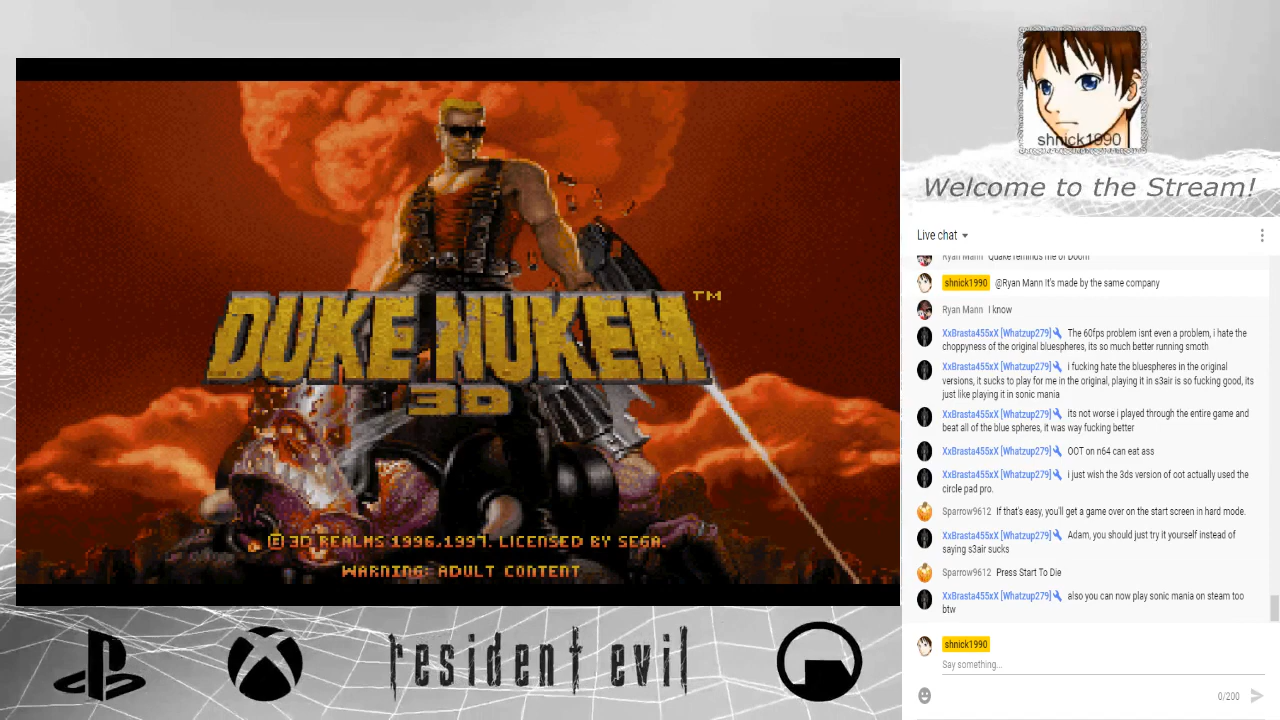 shnick1990
Welcome to the Stream!
DUKE NUKEM™
3D
© 3D REALMS 1996,1997. LICENSED BY SEGA.
WARNING: ADULT CONTENT
resident evil
Live chat
Ryan Mann Quake reminds me of Doom
shnick1990 @Ryan Mann It's made by the same company
Ryan Mann I know
XxBrasta455xX [Whatzup279] The 60fps problem isnt even a problem, i hate the
choppyness of the original bluespheres, its so much better running smoth
XxBrasta455xX [Whatzup279] i fucking hate the bluespheres in the original
versions, it sucks to play for me in the original, playing it in s3air is so fucking good, its
just like playing it in sonic mania
XxBrasta455xX [Whatzup279] its not worse i played through the entire game and
beat all of the blue spheres, it was way fucking better
XxBrasta455xX [Whatzup279] OOT on n64 can eat ass
XxBrasta455xX [Whatzup279] i just wish the 3ds version of oot actually used the
circle pad pro.
Sparrow9612 If that's easy, you'll get a game over on the start screen in hard mode.
XxBrasta455xX [Whatzup279] Adam, you should just try it yourself instead of
saying s3air sucks
Sparrow9612 Press Start To Die
XxBrasta455xX [Whatzup279] also you can now play sonic mania on steam too
btw
shnick1990
Say something...
0/200